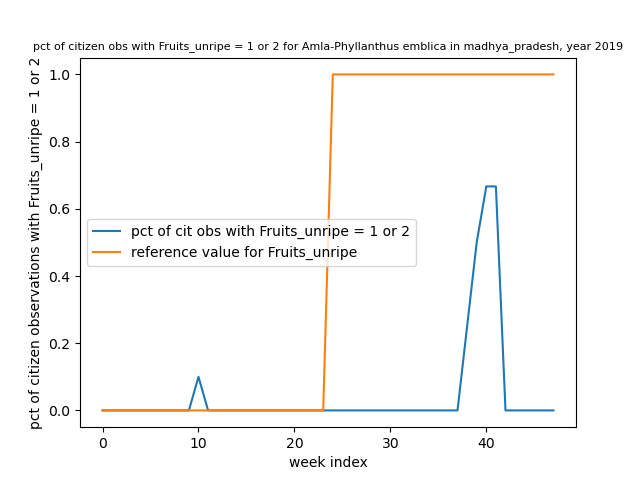 pct of citizen obs with Fruits_unripe = 1 or 2 for Amla-Phyllanthus emblica in madhya_pradesh, year 2019
pct of citizen observations with Fruits_unripe = 1 or 2
1.0
0.8
0.6
0.4
0.2
0.0
pct of cit obs with Fruits_unripe = 1 or 2
reference value for Fruits_unripe
0
10
20
30
40
week index